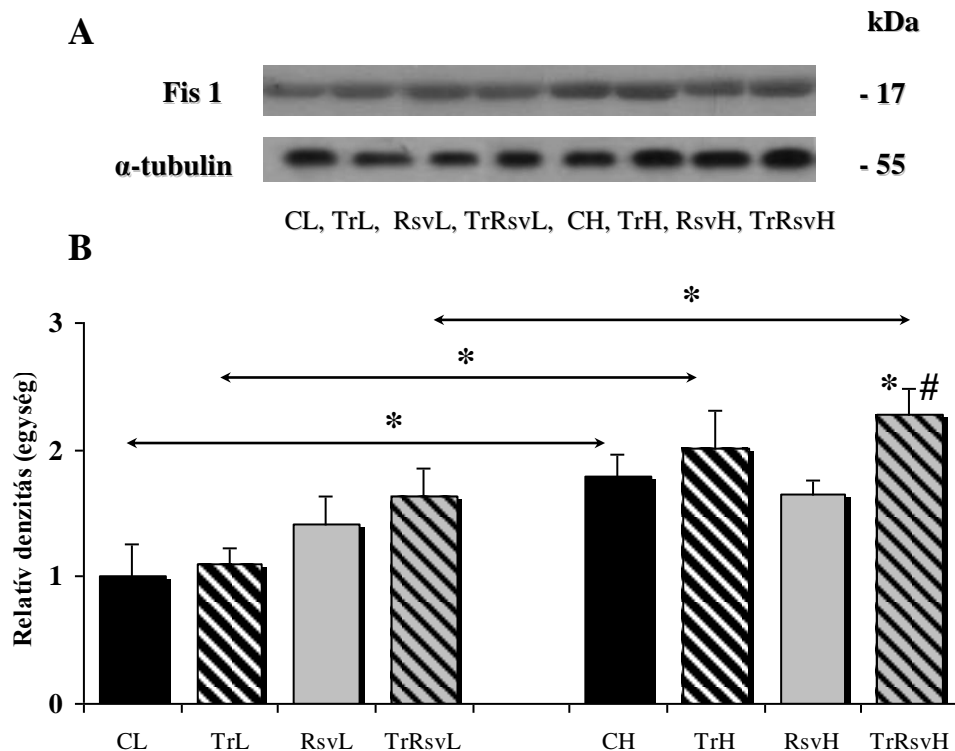 A
kDa
Fis 1
- 17
α-tubulin
- 55
CL, TrL, RsvL, TrRsvL, CH, TrH, RsvH, TrRsvH
B
Relatív denzitás (egység)
3
2
1
0
*
*
*
* #
CL TrL RsvL TrRsvL CH TrH RsvH TrRsvH